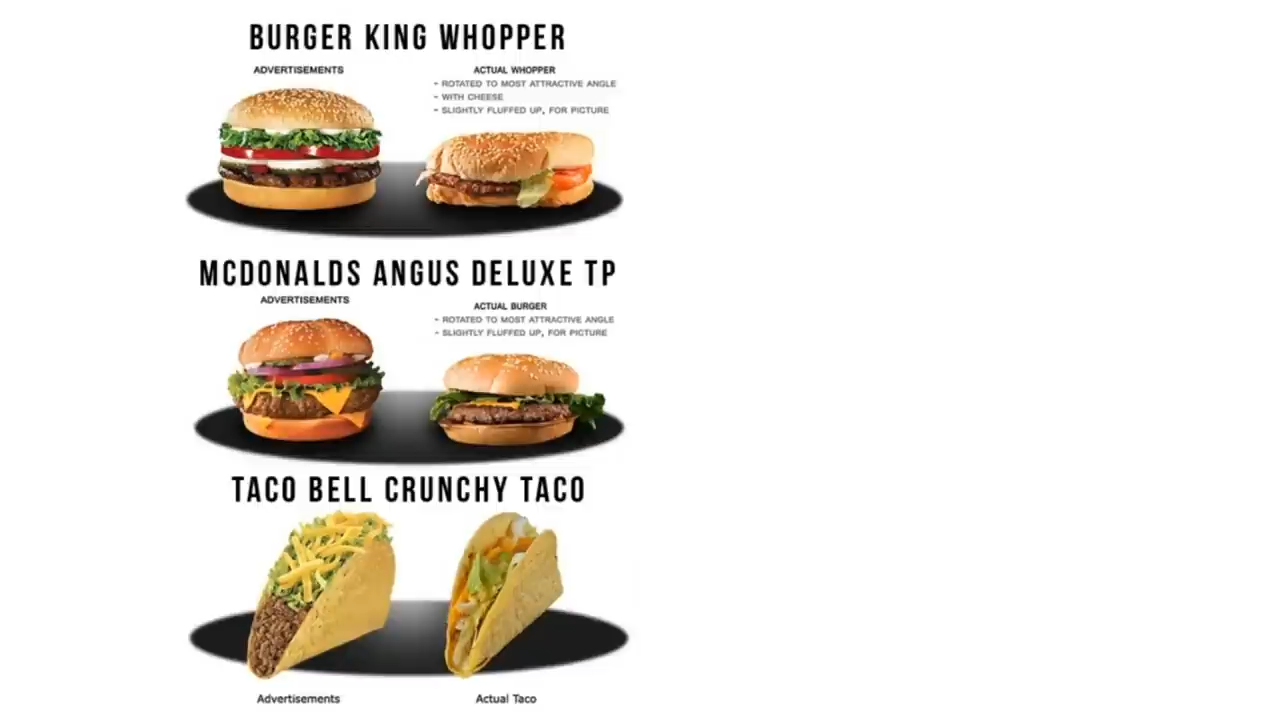 BURGER KING WHOPPER
ADVERTISEMENTS
ACTUAL WHOPPER
- ROTATED TO MOST ATTRACTIVE ANGLE
- WITH CHEESE
- SLIGHTLY FLUFFED UP, FOR PICTURE
MCDONALDS ANGUS DELUXE TP
ADVERTISEMENTS
ACTUAL BURGER
- ROTATED TO MOST ATTRACTIVE ANGLE
- SLIGHTLY FLUFFED UP, FOR PICTURE
TACO BELL CRUNCHY TACO
Advertisements
Actual Taco